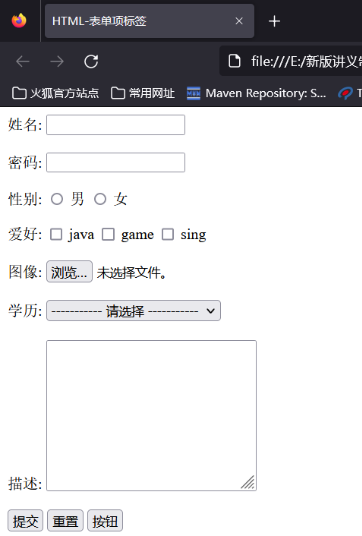 HTML-表单项标签
file:///E:/新版讲义
火狐官方站点 常用网址 Maven Repository: S... T
姓名:
密码:
性别: 男 女
爱好: java game sing
图像: 浏览... 未选择文件。
学历: ----------- 请选择 -----------
描述:
提交 重置 按钮